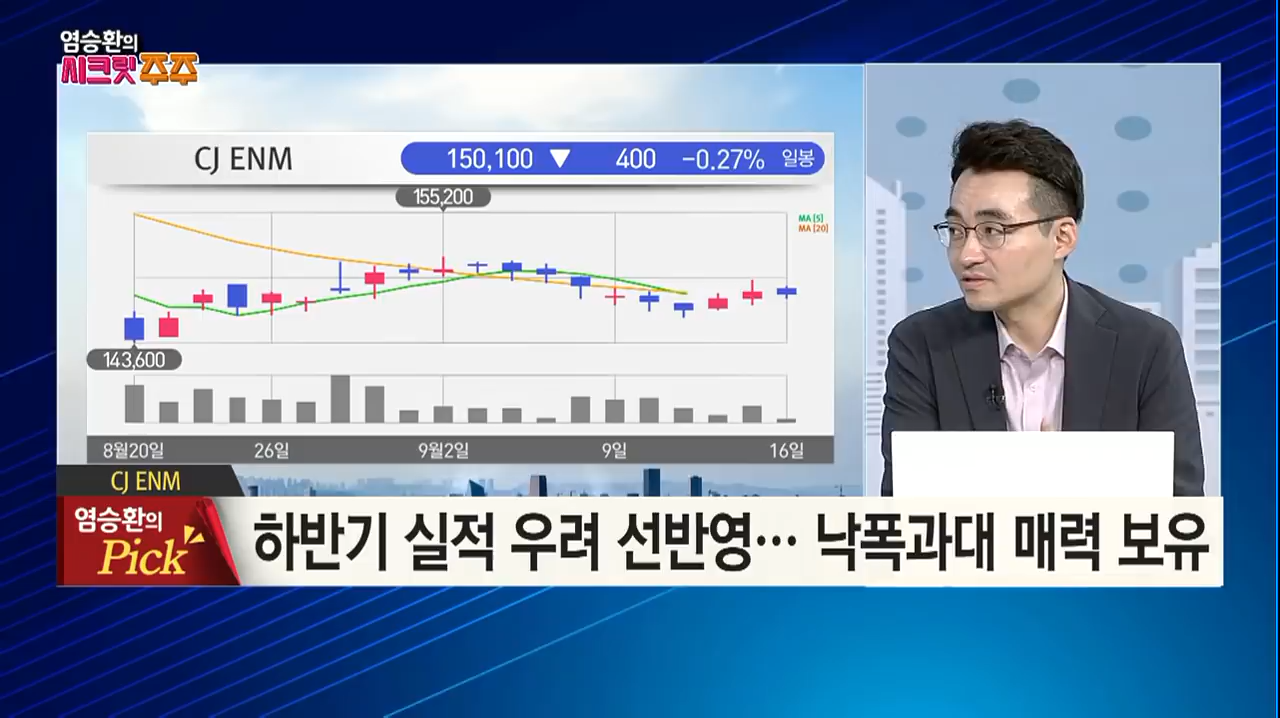 염승환의
시크릿 주주
CJ ENM
150,100 ▼ 400 -0.27% 일봉
155,200
MA [5]
MA [20]
143,600
8월20일 26일 9월2일 9일 16일
CJ ENM
염승환의
Pick
하반기 실적 우려 선반영… 낙폭과대 매력 보유